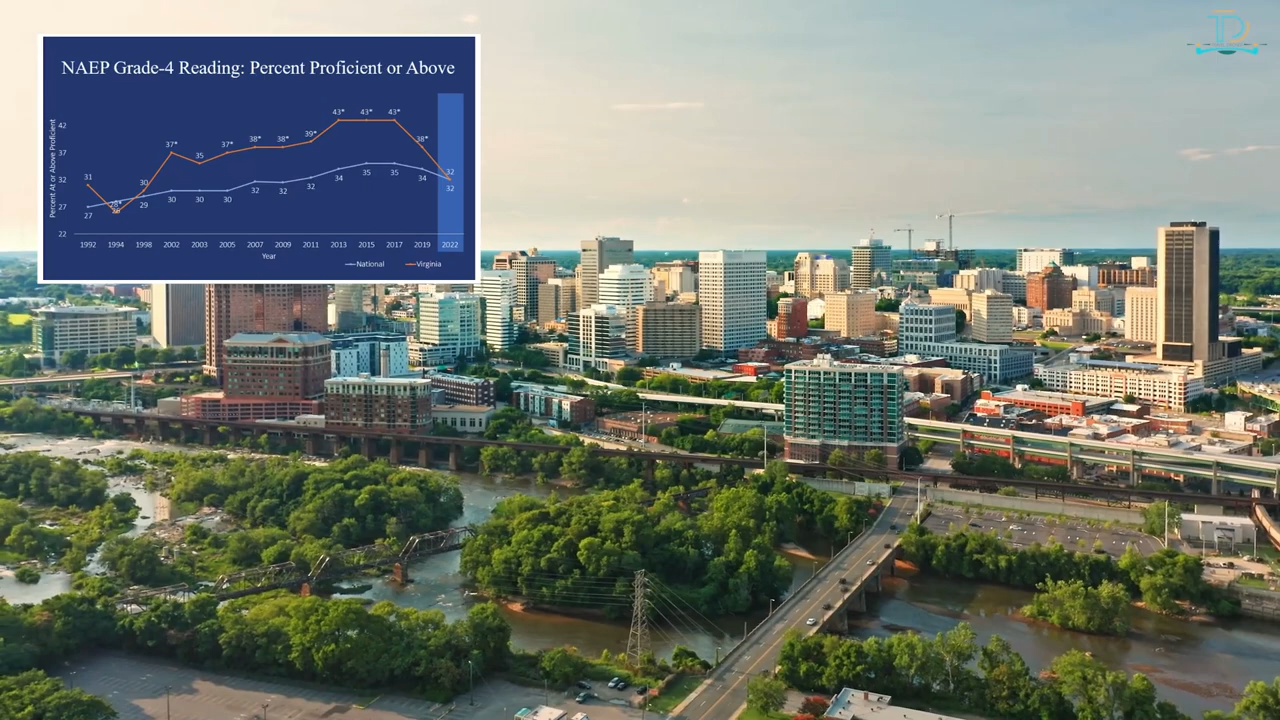 NAEP Grade-4 Reading: Percent Proficient or Above
Percent At or Above Proficient
42
37
32
27
22
31 28* 30 37* 35 37* 38* 38* 39* 43* 43* 43* 38* 32
27 26 29 30 30 30 32 32 32 34 35 35 34 32
1992 1994 1998 2002 2003 2005 2007 2009 2011 2013 2015 2017 2019 2022
Year
National Virginia